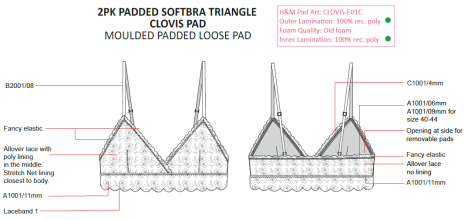 2PK PADDED SOFTBRA TRIANGLE
CLOVIS PAD
MOULDED PADDED LOOSE PAD
H&M Pad Art: CLOVIS-E01E
Outer Lamination: 100% rec. poly
Foam Quality: Old foam
Inner Lamination: 100% rec. poly
B2001/08
Fancy elastic
Allover lace with
poly lining
in the middle.
Stretch Net lining
closest to body.
A1001/11mm
Laceband 1
C1001/4mm
A1001/06mm
A1001/09mm for
size 40-44
Opening at side for
removable pads
Fancy elastic
Allover lace
no lining
A1001/11mm